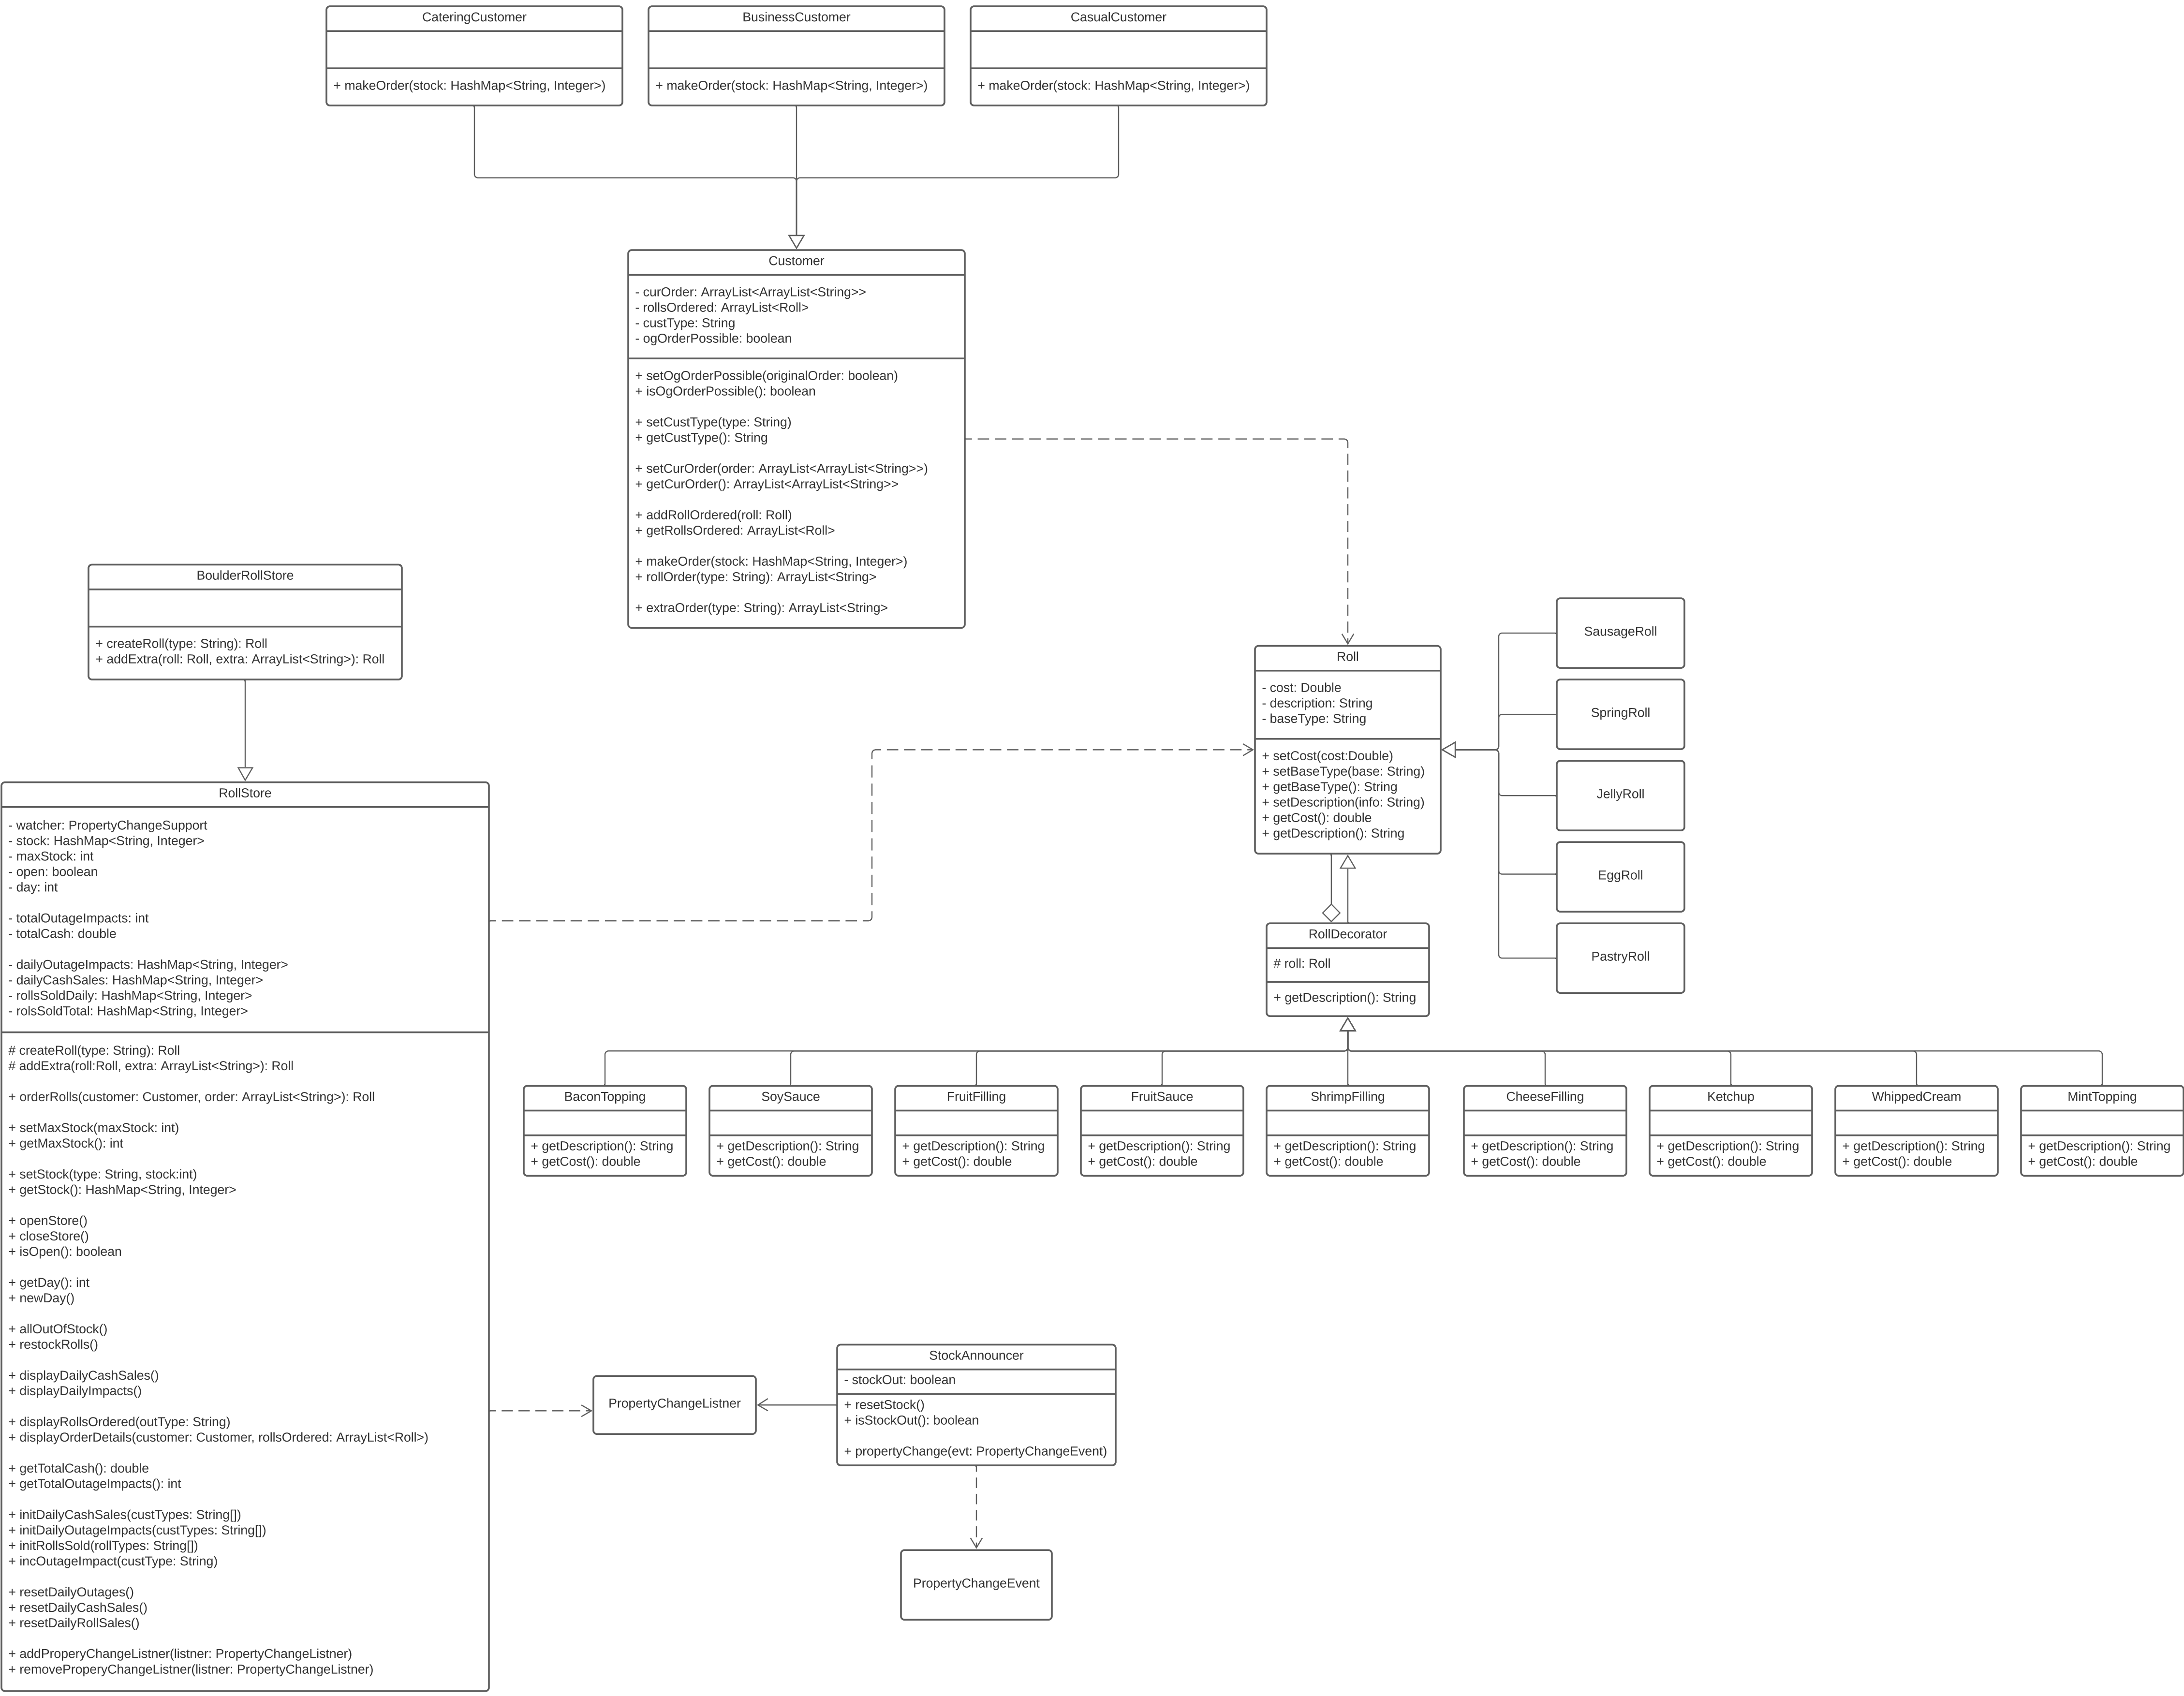 CateringCustomer
+ makeOrder(stock: HashMap<String, Integer>)
BusinessCustomer
+ makeOrder(stock: HashMap<String, Integer>)
CasualCustomer
+ makeOrder(stock: HashMap<String, Integer>)
Customer
- curOrder: ArrayList<ArrayList<String>>
- rollsOrdered: ArrayList<Roll>
- custType: String
- ogOrderPossible: boolean
+ setOgOrderPossible(originalOrder: boolean)
+ isOgOrderPossible(): boolean
+ setCustType(type: String)
+ getCustType(): String
+ setCurOrder(order: ArrayList<ArrayList<String>>)
+ getCurOrder(): ArrayList<ArrayList<String>>
+ addRollOrdered(roll: Roll)
+ getRollsOrdered: ArrayList<Roll>
+ makeOrder(stock: HashMap<String, Integer>)
+ rollOrder(type: String): ArrayList<String>
+ extraOrder(type: String): ArrayList<String>
BoulderRollStore
+ createRoll(type: String): Roll
+ addExtra(roll: Roll, extra: ArrayList<String>): Roll
RollStore
- watcher: PropertyChangeSupport
- stock: HashMap<String, Integer>
- maxStock: int
- open: boolean
- day: int
- totalOutageImpacts: int
- totalCash: double
- dailyOutageImpacts: HashMap<String, Integer>
- dailyCashSales: HashMap<String, Integer>
- rollsSoldDaily: HashMap<String, Integer>
- rolsSoldTotal: HashMap<String, Integer>
# createRoll(type: String): Roll
# addExtra(roll:Roll, extra: ArrayList<String>): Roll
+ orderRolls(customer: Customer, order: ArrayList<String>): Roll
+ setMaxStock(maxStock: int)
+ getMaxStock(): int
+ setStock(type: String, stock:int)
+ getStock(): HashMap<String, Integer>
+ openStore()
+ closeStore()
+ isOpen(): boolean
+ getDay(): int
+ newDay()
+ allOutOfStock()
+ restockRolls()
+ displayDailyCashSales()
+ displayDailyImpacts()
+ displayRollsOrdered(outType: String)
+ displayOrderDetails(customer: Customer, rollsOrdered: ArrayList<Roll>)
+ getTotalCash(): double
+ getTotalOutageImpacts(): int
+ initDailyCashSales(custTypes: String[])
+ initDailyOutageImpacts(custTypes: String[])
+ initRollsSold(rollTypes: String[])
+ incOutageImpact(custType: String)
+ resetDailyOutages()
+ resetDailyCashSales()
+ resetDailyRollSales()
+ addProperyChangeListner(listner: PropertyChangeListner)
+ removeProperyChangeListner(listner: PropertyChangeListner)
Roll
- cost: Double
- description: String
- baseType: String
+ setCost(cost:Double)
+ setBaseType(base: String)
+ getBaseType(): String
+ setDescription(info: String)
+ getCost(): double
+ getDescription(): String
SausageRoll
SpringRoll
JellyRoll
EggRoll
PastryRoll
RollDecorator
# roll: Roll
+ getDescription(): String
BaconTopping
+ getDescription(): String
+ getCost(): double
SoySauce
+ getDescription(): String
+ getCost(): double
FruitFilling
+ getDescription(): String
+ getCost(): double
FruitSauce
+ getDescription(): String
+ getCost(): double
ShrimpFilling
+ getDescription(): String
+ getCost(): double
CheeseFilling
+ getDescription(): String
+ getCost(): double
Ketchup
+ getDescription(): String
+ getCost(): double
WhippedCream
+ getDescription(): String
+ getCost(): double
MintTopping
+ getDescription(): String
+ getCost(): double
PropertyChangeListner
StockAnnouncer
- stockOut: boolean
+ resetStock()
+ isStockOut(): boolean
+ propertyChange(evt: PropertyChangeEvent)
PropertyChangeEvent